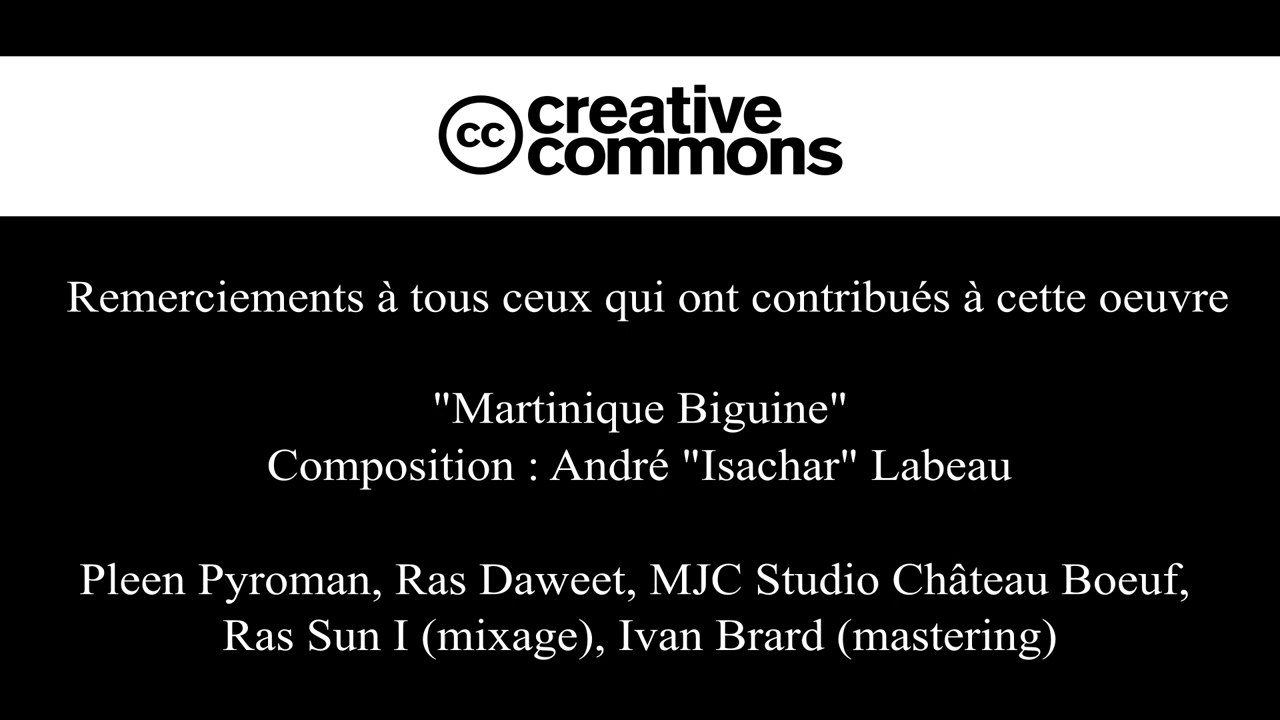 cc creative
commons
Remerciements à tous ceux qui ont contribués à cette oeuvre
"Martinique Biguine"
Composition : André "Isachar" Labeau
Pleen Pyroman, Ras Daweet, MJC Studio Château Boeuf,
Ras Sun I (mixage), Ivan Brard (mastering)